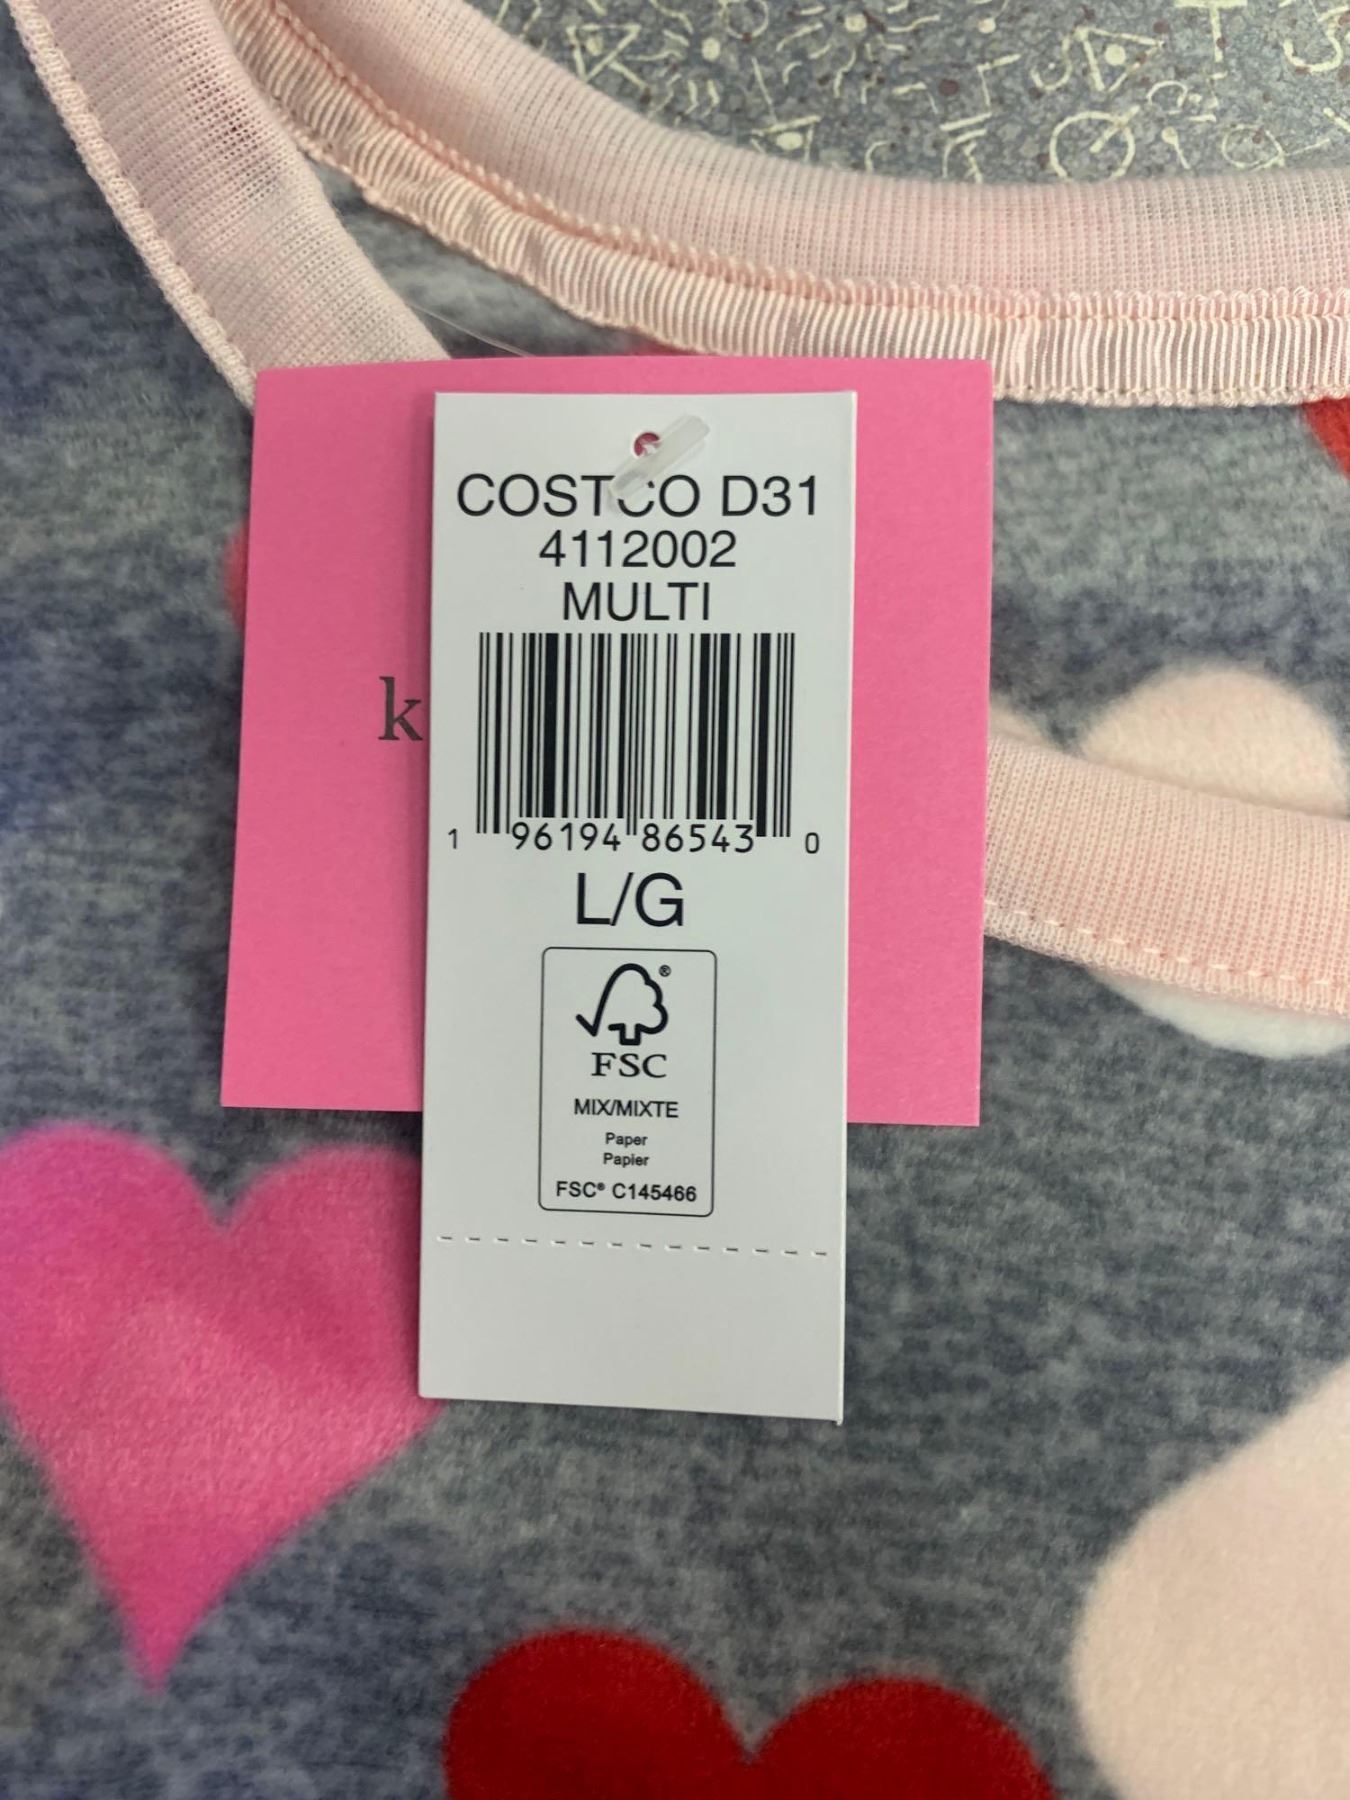 COSTCO D31
4112002
MULTI
k
1 96194 86543 0
L/G
®
FSC
MIX/MIXTE
Paper
Papier
FSC® C145466